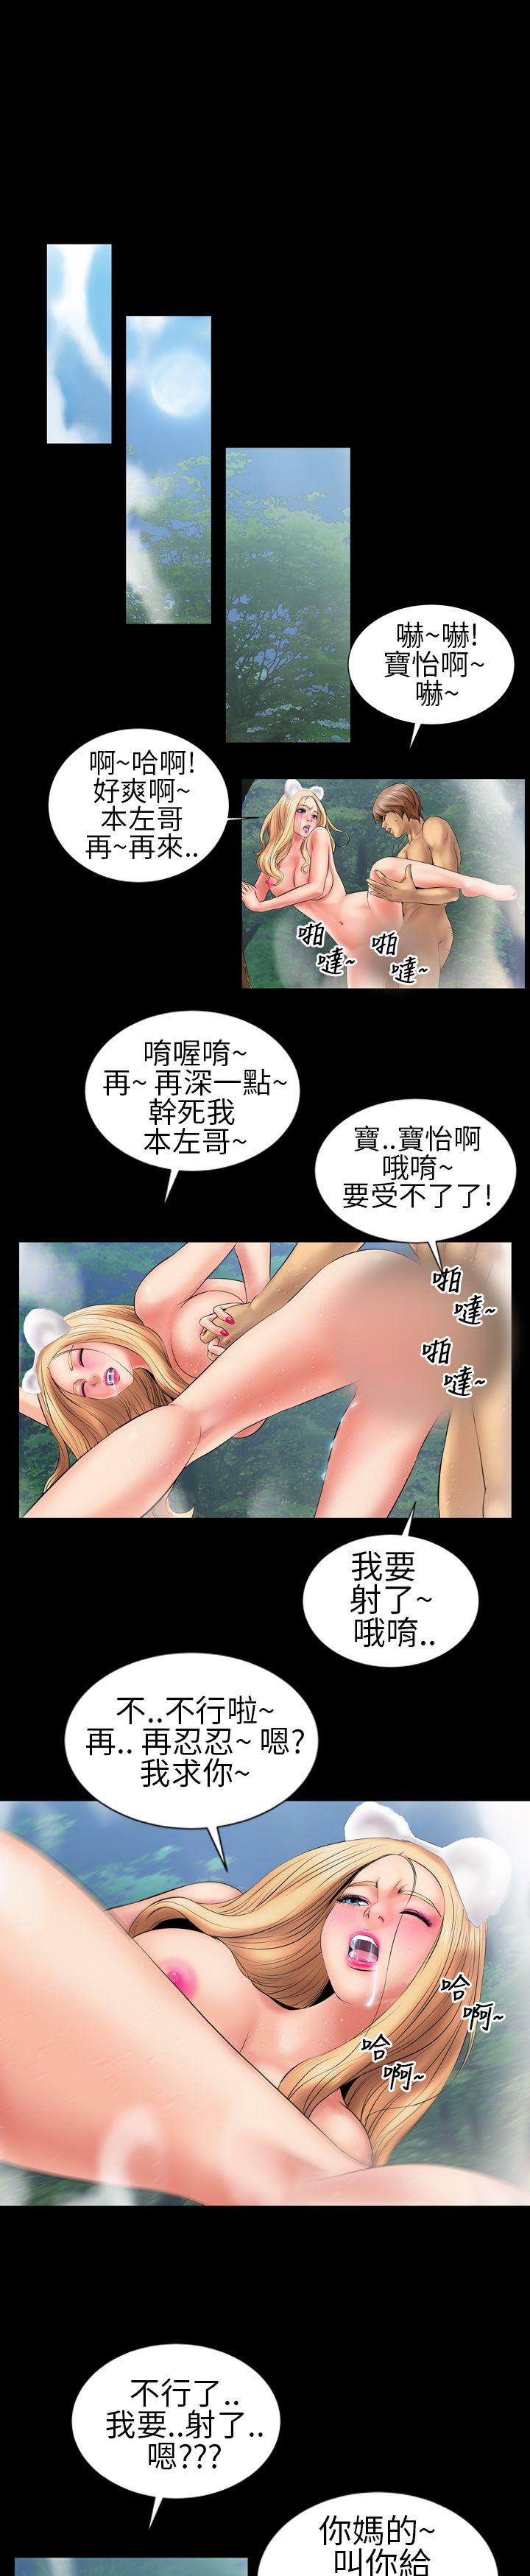 嚇~嚇!
寶怡啊~
嚇~
啊~哈啊!
好爽啊~
本左哥
再~再來..
啪
噠~
啪
噠~
唷喔唷~
再~ 再深一點~
幹死我
本左哥~
寶..寶怡啊
哦唷~
要受不了了!
啪
噠~
啪
噠~
我要
射了~
哦唷..
不..不行啦~
再.. 再忍忍~ 嗯?
我求你~
哈
啊~
哈
啊~
不行了..
我要..射了..
嗯???
你媽的~
叫你給